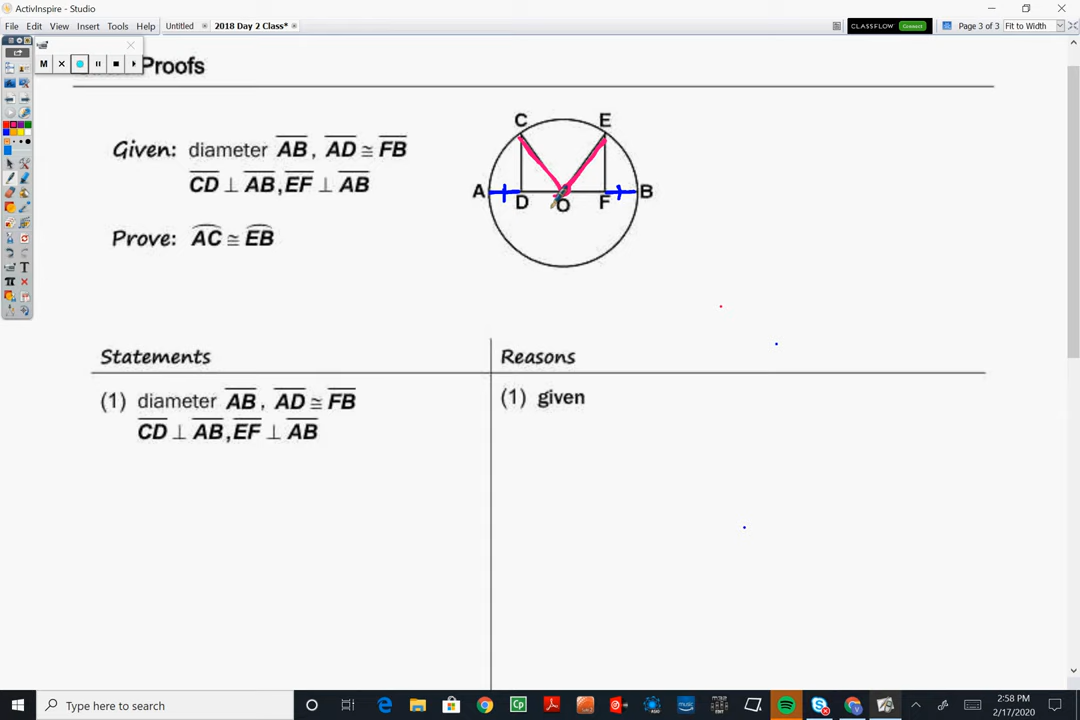 ActivInspire - Studio
File Edit View Insert Tools Help Untitled 2018 Day 2 Class* CLASSFLOW Connect Page 3 of 3 Fit to Width
M
Proofs
Given: diameter AB, AD ≅ FB
CD ⊥ AB, EF ⊥ AB
Prove: AC ≅ EB
C E
A D O F B
Statements Reasons
(1) diameter AB, AD ≅ FB (1) given
CD ⊥ AB, EF ⊥ AB
Type here to search
2:58 PM
2/17/2020